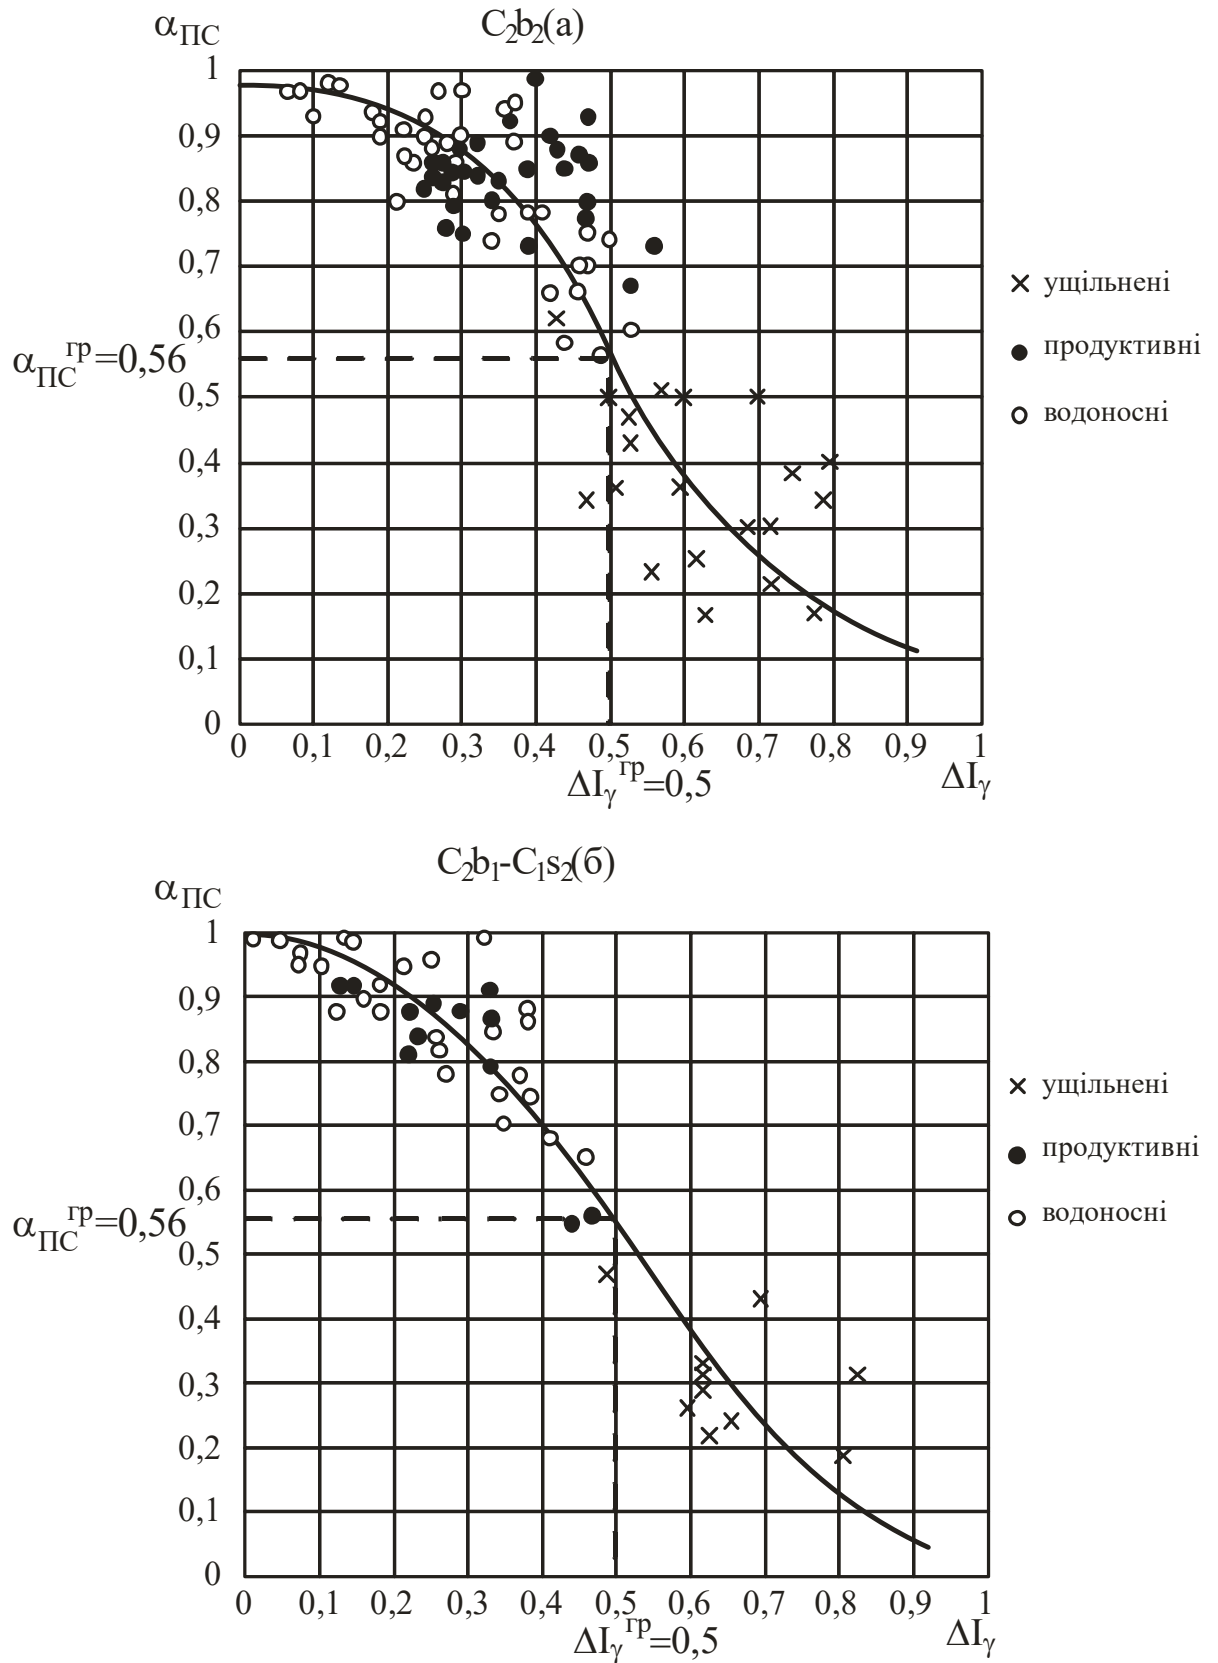 C₂b₂(а)
α_ПС
1
0,9
0,8
0,7
0,6
α_ПС^гр=0,56
0,5
0,4
0,3
0,2
0,1
0
0 0,1 0,2 0,3 0,4 0,5 0,6 0,7 0,8 0,9 1
ΔI_γ^гр=0,5
ΔI_γ
ущільнені
продуктивні
водоносні
C₂b₁-C₁s₂(б)
α_ПС
1
0,9
0,8
0,7
0,6
α_ПС^гр=0,56
0,5
0,4
0,3
0,2
0,1
0
0 0,1 0,2 0,3 0,4 0,5 0,6 0,7 0,8 0,9 1
ΔI_γ^гр=0,5
ΔI_γ
ущільнені
продуктивні
водоносні